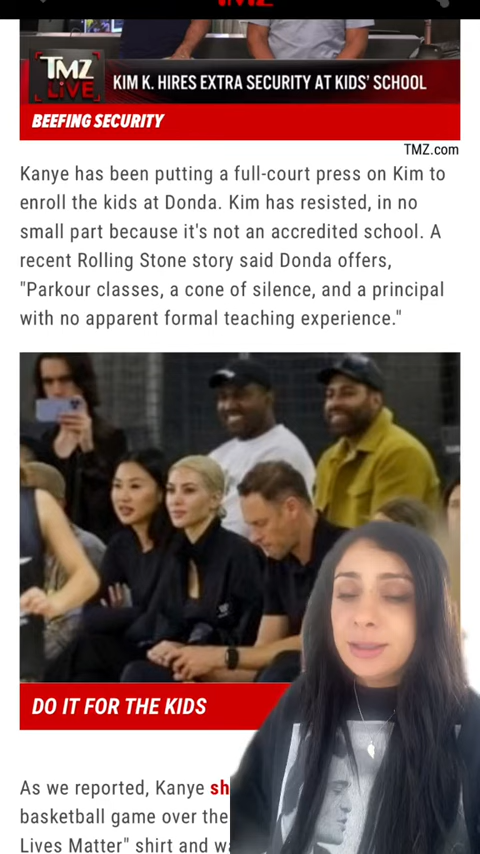 TMZ
TMZ
LIVE
KIM K. HIRES EXTRA SECURITY AT KIDS' SCHOOL
BEEFING SECURITY
TMZ.com
Kanye has been putting a full-court press on Kim to
enroll the kids at Donda. Kim has resisted, in no
small part because it's not an accredited school. A
recent Rolling Stone story said Donda offers,
"Parkour classes, a cone of silence, and a principal
with no apparent formal teaching experience."
DO IT FOR THE KIDS
As we reported, Kanye sh
basketball game over the
Lives Matter" shirt and w